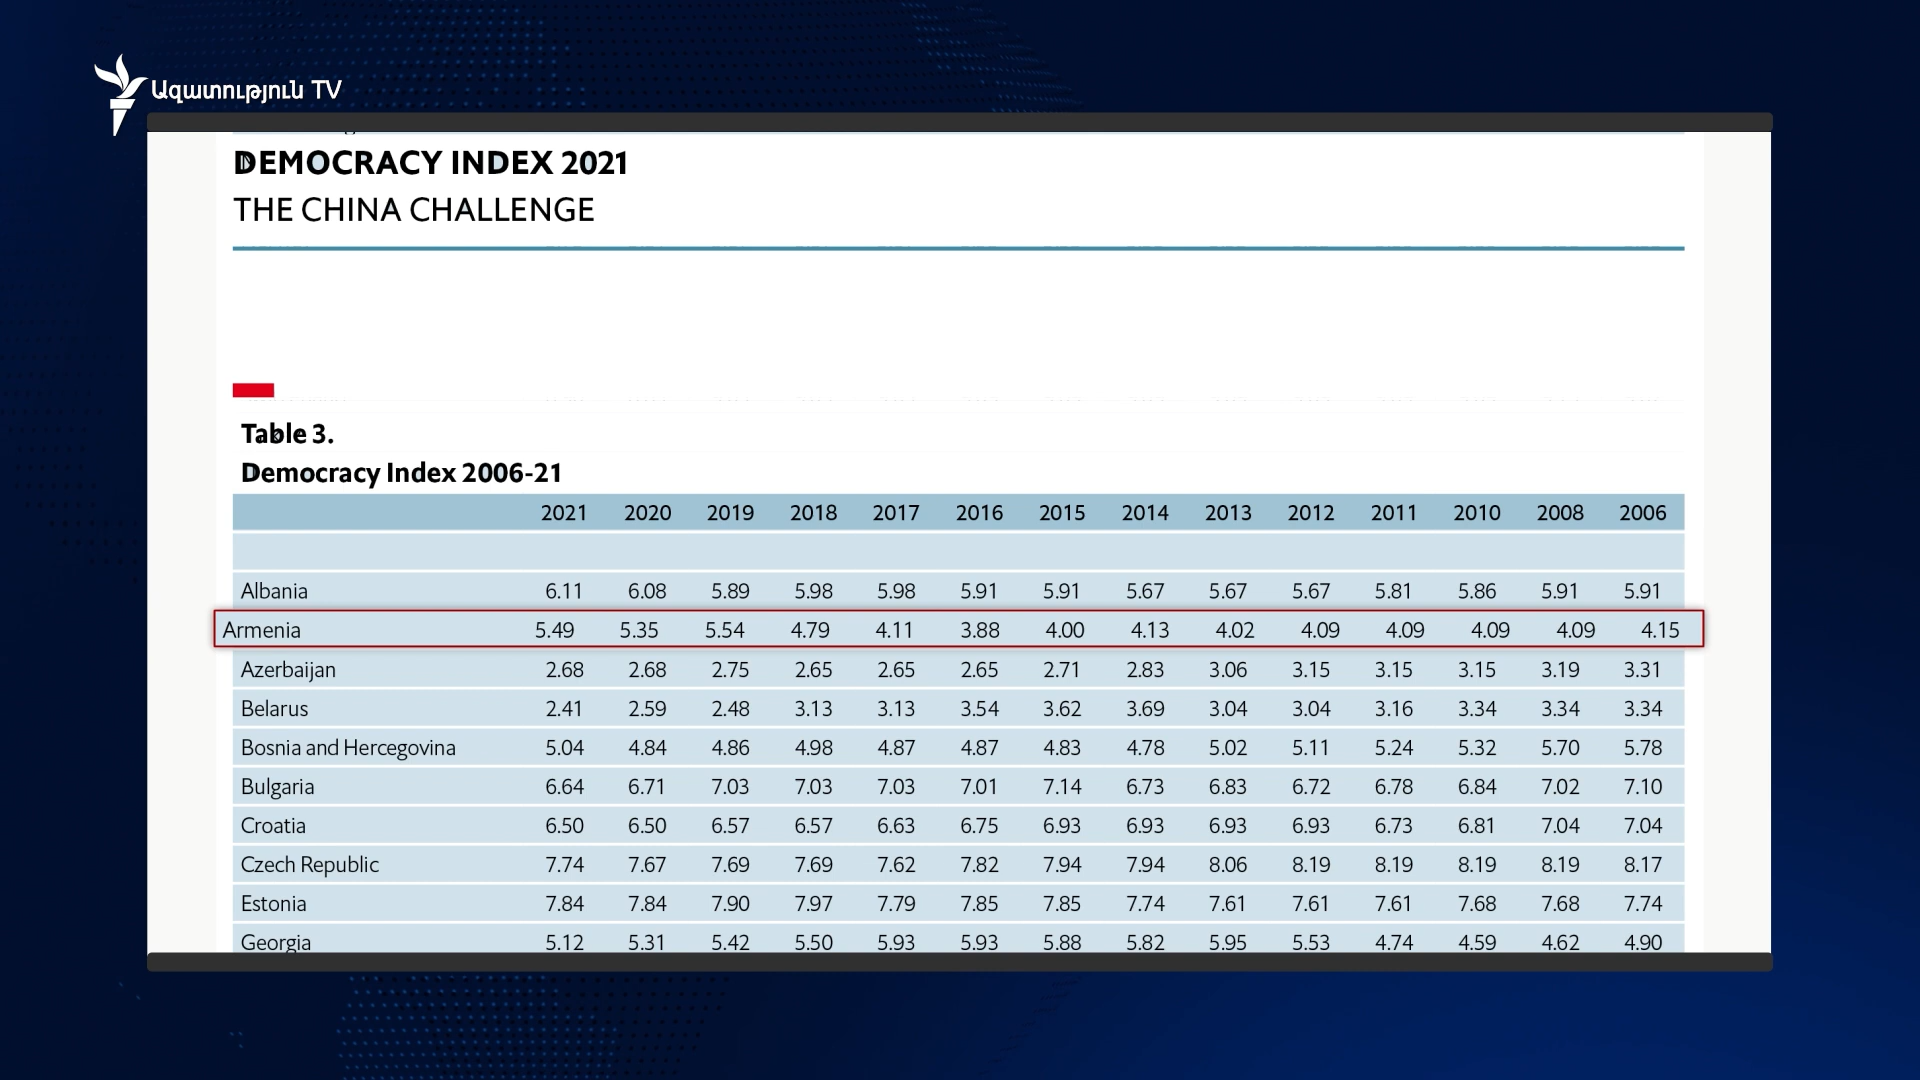 Ազատություն TV
DEMOCRACY INDEX 2021
THE CHINA CHALLENGE
Table 3.
Democracy Index 2006-21
2021 2020 2019 2018 2017 2016 2015 2014 2013 2012 2011 2010 2008 2006
Albania 6.11 6.08 5.89 5.98 5.98 5.91 5.91 5.67 5.67 5.67 5.81 5.86 5.91 5.91
Armenia 5.49 5.35 5.54 4.79 4.11 3.88 4.00 4.13 4.02 4.09 4.09 4.09 4.09 4.15
Azerbaijan 2.68 2.68 2.75 2.65 2.65 2.65 2.71 2.83 3.06 3.15 3.15 3.15 3.19 3.31
Belarus 2.41 2.59 2.48 3.13 3.13 3.54 3.62 3.69 3.04 3.04 3.16 3.34 3.34 3.34
Bosnia and Hercegovina 5.04 4.84 4.86 4.98 4.87 4.87 4.83 4.78 5.02 5.11 5.24 5.32 5.70 5.78
Bulgaria 6.64 6.71 7.03 7.03 7.03 7.01 7.14 6.73 6.83 6.72 6.78 6.84 7.02 7.10
Croatia 6.50 6.50 6.57 6.57 6.63 6.75 6.93 6.93 6.93 6.93 6.73 6.81 7.04 7.04
Czech Republic 7.74 7.67 7.69 7.69 7.62 7.82 7.94 7.94 8.06 8.19 8.19 8.19 8.19 8.17
Estonia 7.84 7.84 7.90 7.97 7.79 7.85 7.85 7.74 7.61 7.61 7.61 7.68 7.68 7.74
Georgia 5.12 5.31 5.42 5.50 5.93 5.93 5.88 5.82 5.95 5.53 4.74 4.59 4.62 4.90